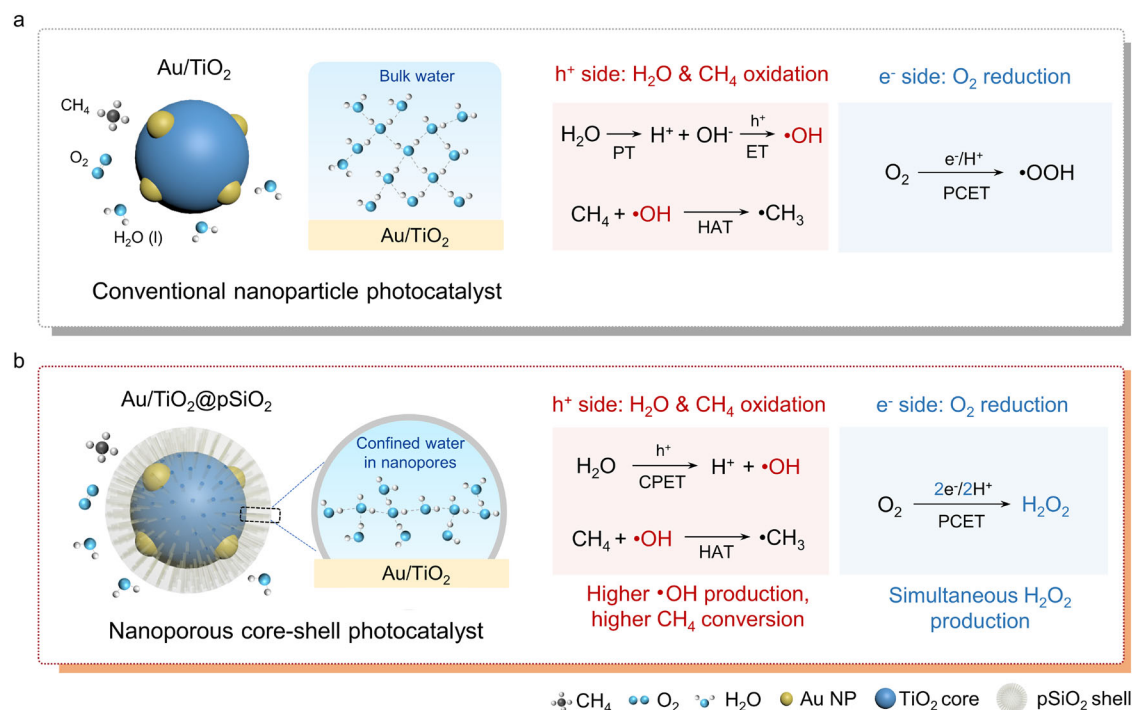 a
Au/TiO₂
CH₄
O₂
H₂O (l)
Bulk water
Au/TiO₂
Conventional nanoparticle photocatalyst
h⁺ side: H₂O & CH₄ oxidation
H₂O → H⁺ + OH⁻ → •OH
PT
h⁺
ET
CH₄ + •OH → •CH₃
HAT
e⁻ side: O₂ reduction
e⁻/H⁺
O₂ → •OOH
PCET
b
Au/TiO₂@pSiO₂
Confined water
in nanopores
Au/TiO₂
Nanoporous core-shell photocatalyst
h⁺ side: H₂O & CH₄ oxidation
h⁺
H₂O → H⁺ + •OH
CPET
CH₄ + •OH → •CH₃
HAT
Higher •OH production,
higher CH₄ conversion
e⁻ side: O₂ reduction
2e⁻/2H⁺
O₂ → H₂O₂
PCET
Simultaneous H₂O₂
production
CH₄ O₂ H₂O Au NP TiO₂ core pSiO₂ shell